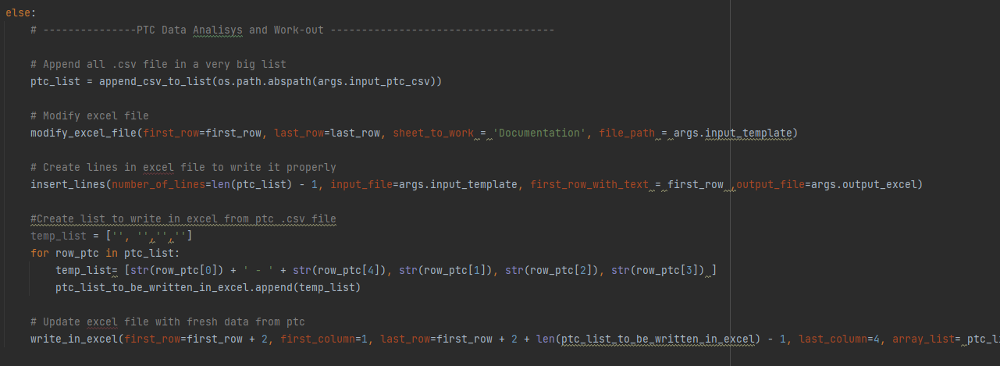 else:
# ---------------PTC Data Analisys and Work-out ------------------------------------
# Append all .csv file in a very big list
ptc_list = append_csv_to_list(os.path.abspath(args.input_ptc_csv))
# Modify excel file
modify_excel_file(first_row=first_row, last_row=last_row, sheet_to_work = 'Documentation', file_path = args.input_template)
# Create lines in excel file to write it properly
insert_lines(number_of_lines=len(ptc_list) - 1, input_file=args.input_template, first_row_with_text = first_row ,output_file=args.output_excel)
#Create list to write in excel from ptc .csv file
temp_list = ['', '','','']
for row_ptc in ptc_list:
temp_list= [str(row_ptc[0]) + ' - ' + str(row_ptc[4]), str(row_ptc[1]), str(row_ptc[2]), str(row_ptc[3]) ]
ptc_list_to_be_written_in_excel.append(temp_list)
# Update excel file with fresh data from ptc
write_in_excel(first_row=first_row + 2, first_column=1, last_row=first_row + 2 + len(ptc_list_to_be_written_in_excel) - 1, last_column=4, array_list= ptc_li